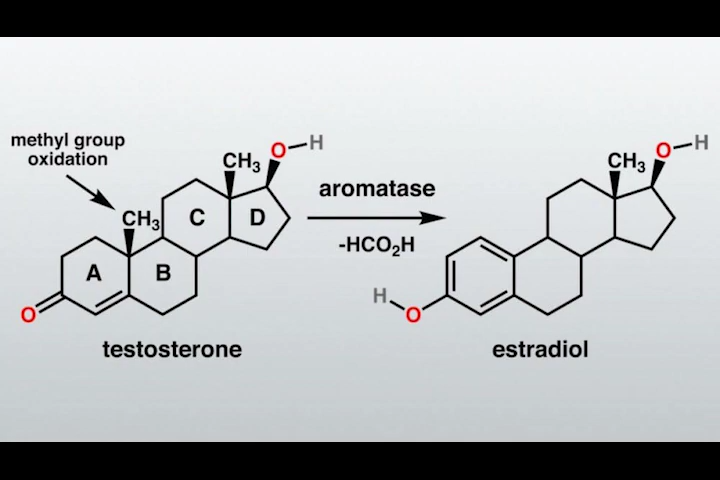 methyl group
oxidation
CH3
CH3
O H
A
B
C
D
O
testosterone
aromatase
-HCO2H
CH3
O H
H O
estradiol